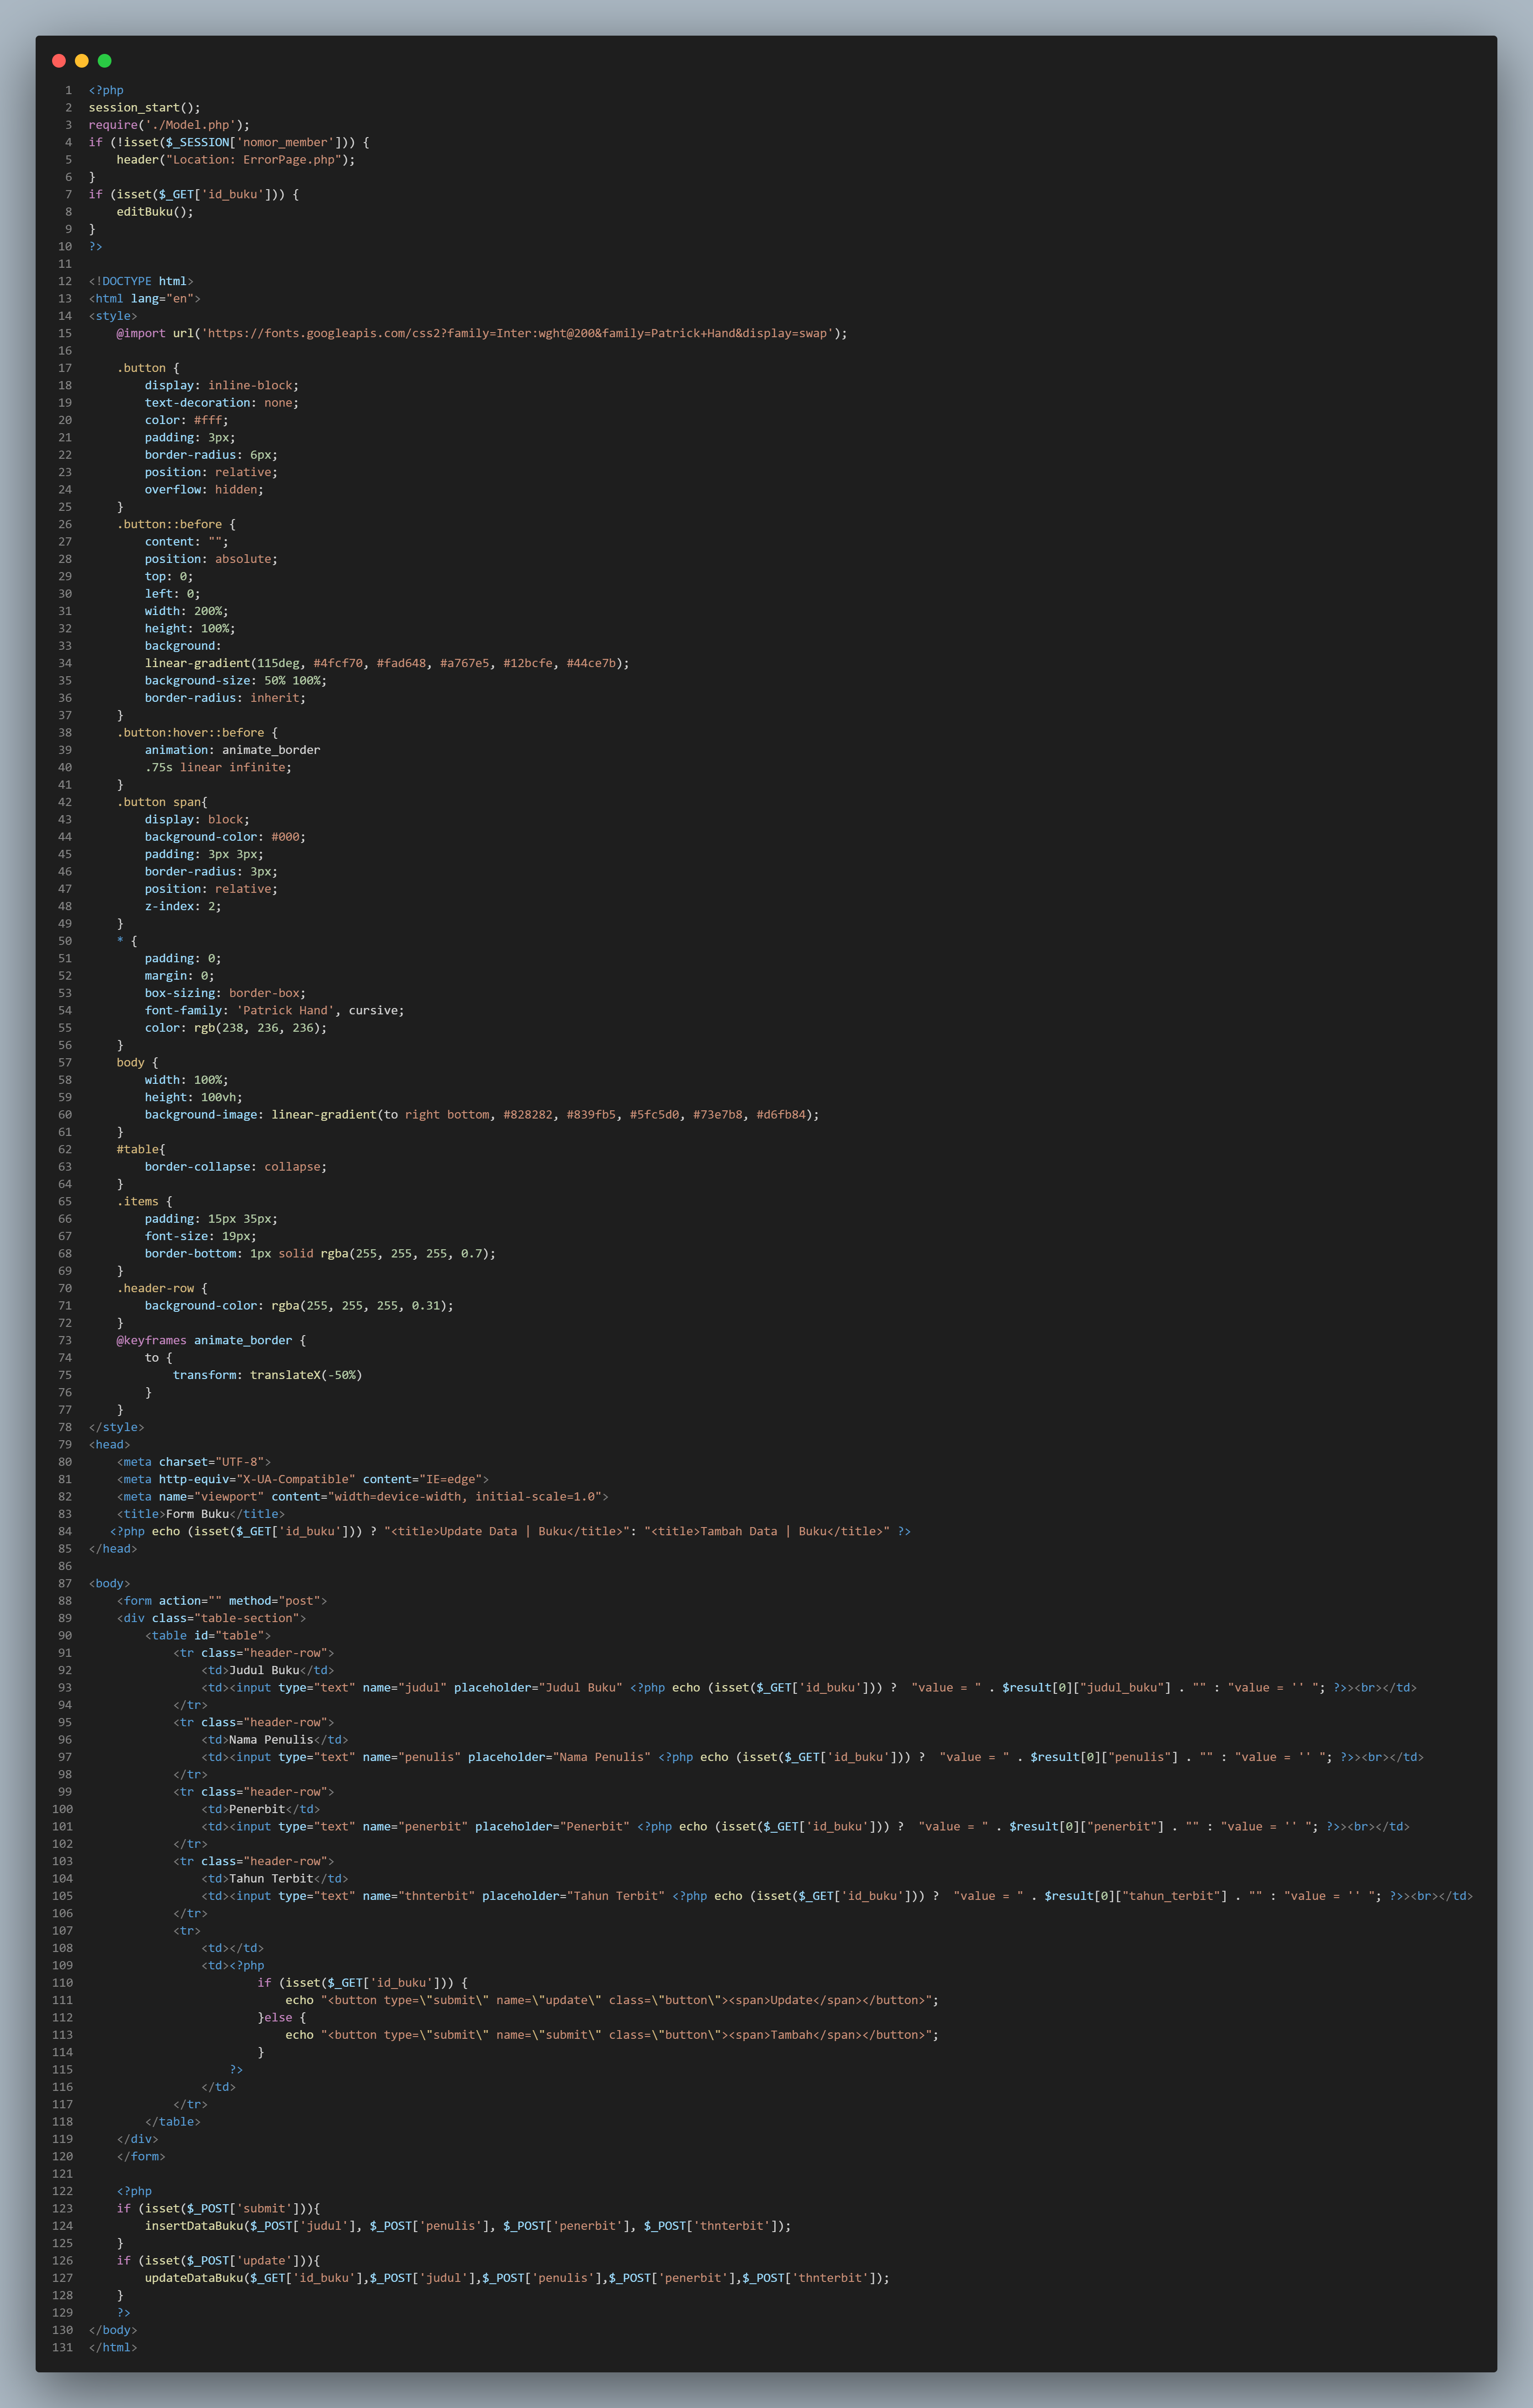 1 <?php
2 session_start();
3 require('./Model.php');
4 if (!isset($_SESSION['nomor_member'])) {
5     header("Location: ErrorPage.php");
6 }
7 if (isset($_GET['id_buku'])) {
8     editBuku();
9 }
10 ?>
11
12 <!DOCTYPE html>
13 <html lang="en">
14 <style>
15     @import url('https://fonts.googleapis.com/css2?family=Inter:wght@200&family=Patrick+Hand&display=swap');
16
17     .button {
18         display: inline-block;
19         text-decoration: none;
20         color: #fff;
21         padding: 3px;
22         border-radius: 6px;
23         position: relative;
24         overflow: hidden;
25     }
26     .button::before {
27         content: "";
28         position: absolute;
29         top: 0;
30         left: 0;
31         width: 200%;
32         height: 100%;
33         background:
34         linear-gradient(115deg, #4fcf70, #fad648, #a767e5, #12bcfe, #44ce7b);
35         background-size: 50% 100%;
36         border-radius: inherit;
37     }
38     .button:hover::before {
39         animation: animate_border
40         .75s linear infinite;
41     }
42     .button span{
43         display: block;
44         background-color: #000;
45         padding: 3px 3px;
46         border-radius: 3px;
47         position: relative;
48         z-index: 2;
49     }
50     * {
51         padding: 0;
52         margin: 0;
53         box-sizing: border-box;
54         font-family: 'Patrick Hand', cursive;
55         color: rgb(238, 236, 236);
56     }
57     body {
58         width: 100%;
59         height: 100vh;
60         background-image: linear-gradient(to right bottom, #828282, #839fb5, #5fc5d0, #73e7b8, #d6fb84);
61     }
62     #table{
63         border-collapse: collapse;
64     }
65     .items {
66         padding: 15px 35px;
67         font-size: 19px;
68         border-bottom: 1px solid rgba(255, 255, 255, 0.7);
69     }
70     .header-row {
71         background-color: rgba(255, 255, 255, 0.31);
72     }
73     @keyframes animate_border {
74         to {
75             transform: translateX(-50%)
76         }
77     }
78 </style>
79 <head>
80     <meta charset="UTF-8">
81     <meta http-equiv="X-UA-Compatible" content="IE=edge">
82     <meta name="viewport" content="width=device-width, initial-scale=1.0">
83     <title>Form Buku</title>
84    <?php echo (isset($_GET['id_buku'])) ? "<title>Update Data | Buku</title>": "<title>Tambah Data | Buku</title>" ?>
85 </head>
86
87 <body>
88     <form action="" method="post">
89     <div class="table-section">
90         <table id="table">
91             <tr class="header-row">
92                 <td>Judul Buku</td>
93                 <td><input type="text" name="judul" placeholder="Judul Buku" <?php echo (isset($_GET['id_buku'])) ?  "value = " . $result[0]["judul_buku"] . "" : "value = '' "; ?>><br></td>
94             </tr>
95             <tr class="header-row">
96                 <td>Nama Penulis</td>
97                 <td><input type="text" name="penulis" placeholder="Nama Penulis" <?php echo (isset($_GET['id_buku'])) ?  "value = " . $result[0]["penulis"] . "" : "value = '' "; ?>><br></td>
98             </tr>
99             <tr class="header-row">
100                 <td>Penerbit</td>
101                 <td><input type="text" name="penerbit" placeholder="Penerbit" <?php echo (isset($_GET['id_buku'])) ?  "value = " . $result[0]["penerbit"] . "" : "value = '' "; ?>><br></td>
102             </tr>
103             <tr class="header-row">
104                 <td>Tahun Terbit</td>
105                 <td><input type="text" name="thnterbit" placeholder="Tahun Terbit" <?php echo (isset($_GET['id_buku'])) ?  "value = " . $result[0]["tahun_terbit"] . "" : "value = '' "; ?>><br></td>
106             </tr>
107             <tr>
108                 <td></td>
109                 <td><?php
110                         if (isset($_GET['id_buku'])) {
111                             echo "<button type=\"submit\" name=\"update\" class=\"button\"><span>Update</span></button>";
112                         }else {
113                             echo "<button type=\"submit\" name=\"submit\" class=\"button\"><span>Tambah</span></button>";
114                         }
115                     ?>
116                 </td>
117             </tr>
118         </table>
119     </div>
120     </form>
121
122     <?php
123     if (isset($_POST['submit'])){
124         insertDataBuku($_POST['judul'], $_POST['penulis'], $_POST['penerbit'], $_POST['thnterbit']);
125     }
126     if (isset($_POST['update'])){
127         updateDataBuku($_GET['id_buku'],$_POST['judul'],$_POST['penulis'],$_POST['penerbit'],$_POST['thnterbit']);
128     }
129     ?>
130 </body>
131 </html>